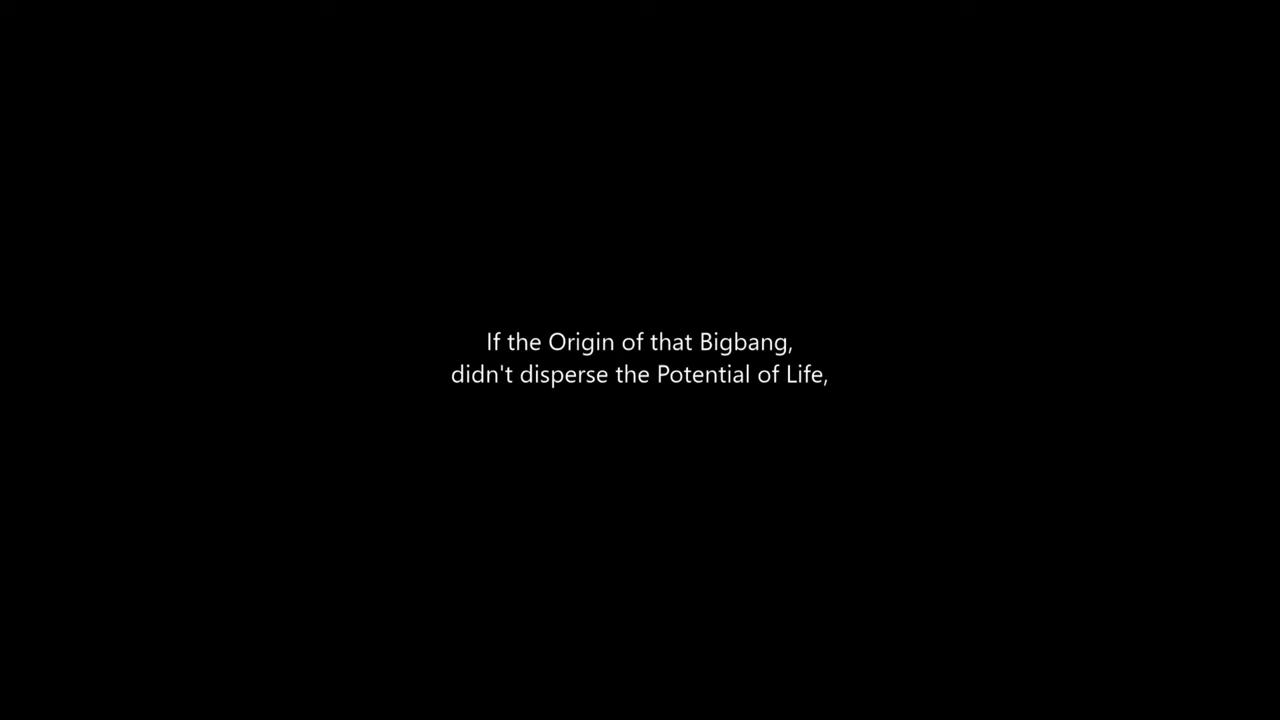 If the Origin of that Bigbang,
didn't disperse the Potential of Life,